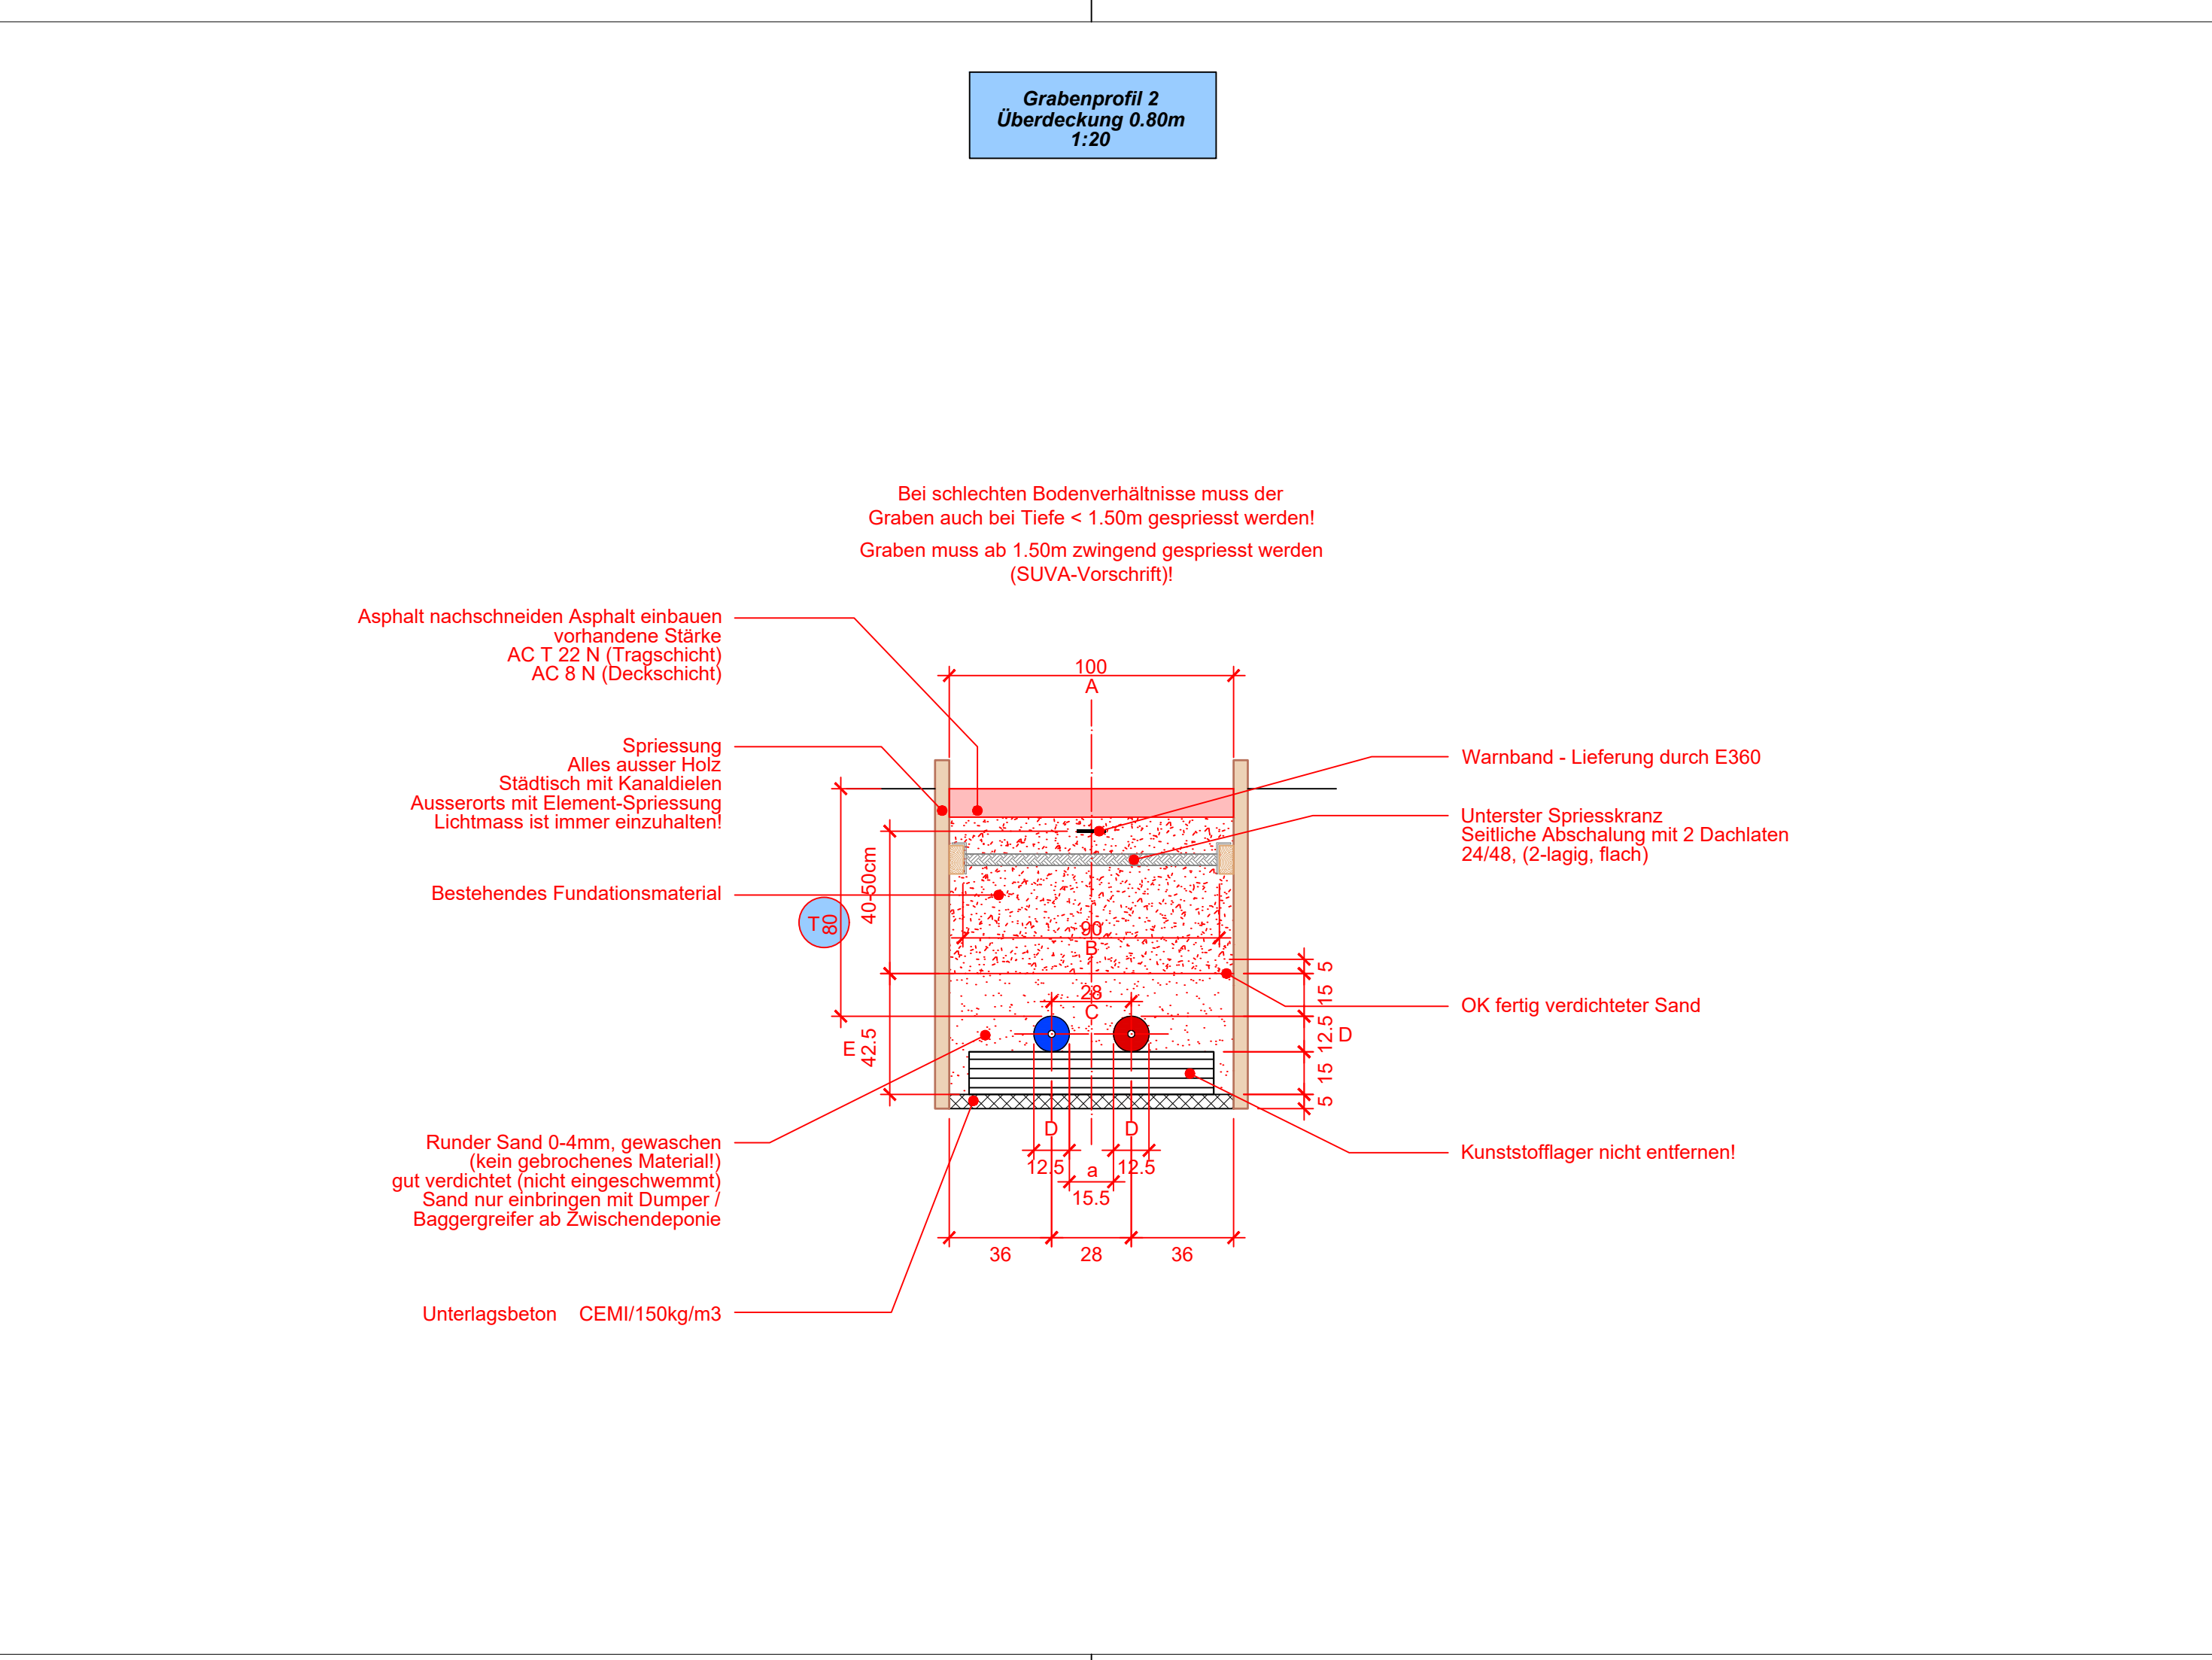 Grabenprofil 2
Überdeckung 0.80m
1:20
Bei schlechten Bodenverhältnisse muss der
Graben auch bei Tiefe < 1.50m gespriesst werden!
Graben muss ab 1.50m zwingend gespriesst werden
(SUVA-Vorschrift)!
Asphalt nachschneiden Asphalt einbauen
vorhandene Stärke
AC T 22 N (Tragschicht)
AC 8 N (Deckschicht)
100
A
Spriessung
Alles ausser Holz
Städtisch mit Kanaldielen
Ausserorts mit Element-Spriessung
Lichtmass ist immer einzuhalten!
Warnband - Lieferung durch E360
Unterster Spriesskranz
Seitliche Abschalung mit 2 Dachlaten
24/48, (2-lagig, flach)
Bestehendes Fundationsmaterial
40-50cm
T
80
90
B
5
15
12.5
D
15
5
28
C
OK fertig verdichteter Sand
E
42.5
Runder Sand 0-4mm, gewaschen
(kein gebrochenes Material!)
gut verdichtet (nicht eingeschwemmt)
Sand nur einbringen mit Dumper /
Baggergreifer ab Zwischendeponie
D
D
12.5
a
12.5
15.5
Kunststofflager nicht entfernen!
36
28
36
Unterlagsbeton CEMI/150kg/m3